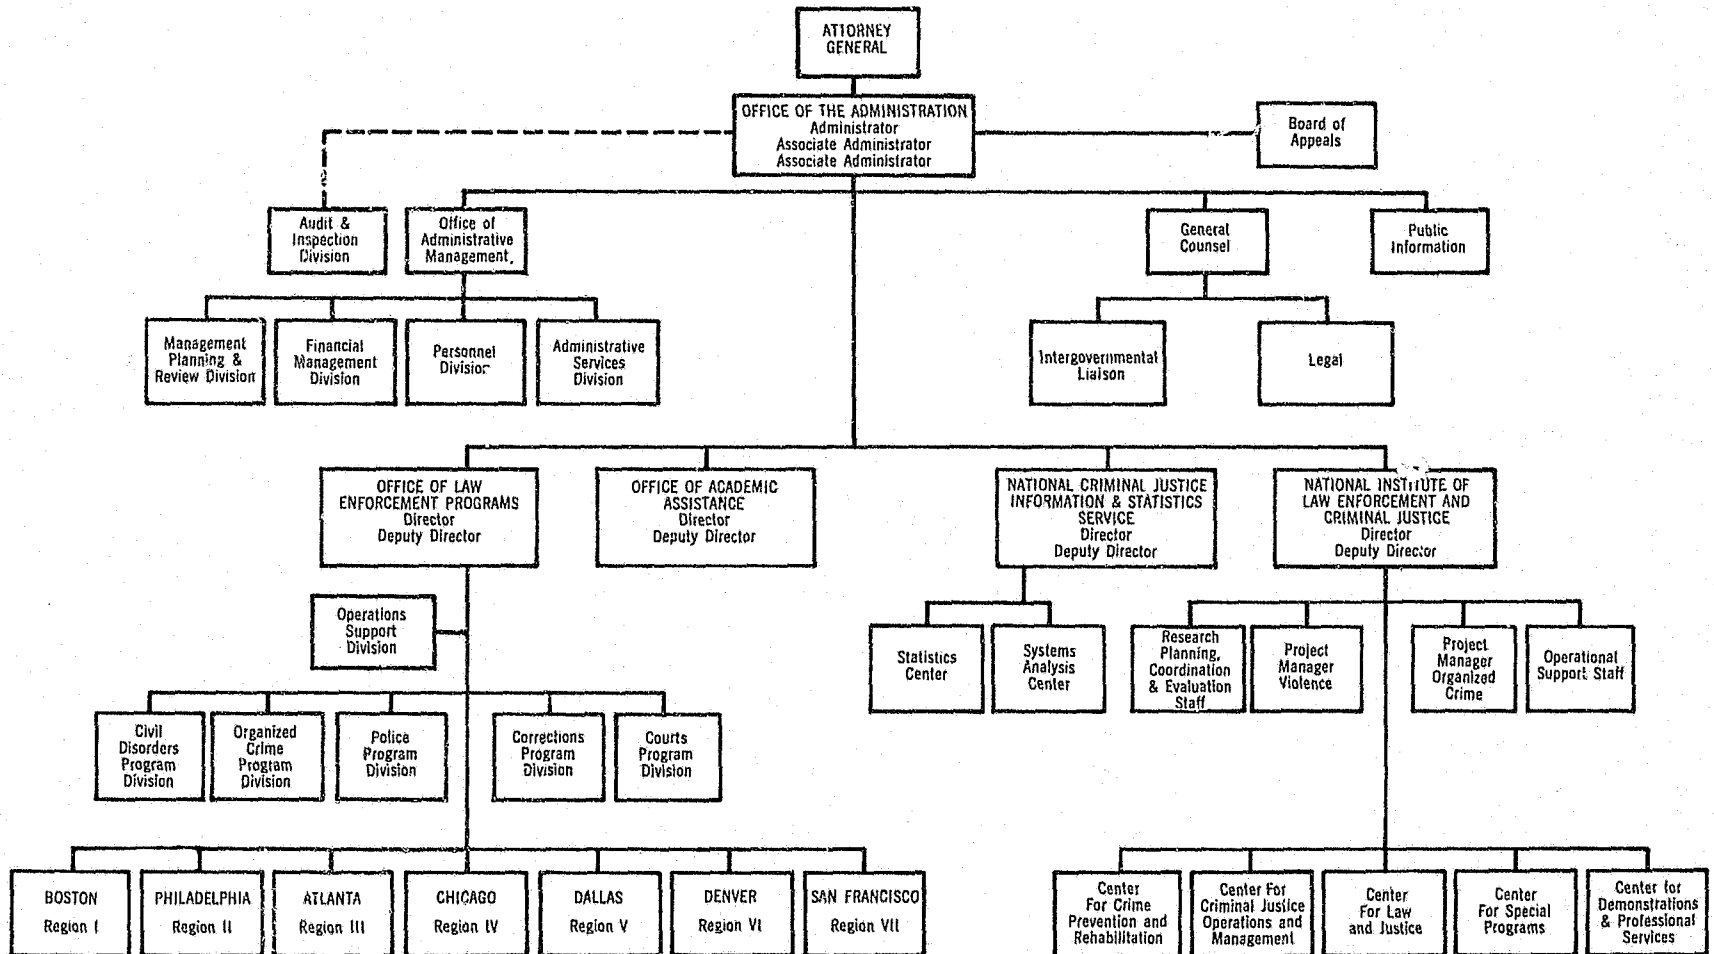 ATTORNEY
GENERAL
OFFICE OF THE ADMINISTRATION
Administrator
Associate Administrator
Associate Administrator
Board of
Appeals
Audit &
Inspection
Division
Office of
Administrative
Management
General
Counsel
Public
Information
Management
Planning &
Review Division
Financial
Management
Division
Personnel
Division
Administrative
Services
Division
Intergovernmental
Liaison
Legal
OFFICE OF LAW
ENFORCEMENT PROGRAMS
Director
Deputy Director
OFFICE OF ACADEMIC
ASSISTANCE
Director
Deputy Director
NATIONAL CRIMINAL JUSTICE
INFORMATION & STATISTICS
SERVICE
Director
Deputy Director
NATIONAL INSTITUTE OF
LAW ENFORCEMENT AND
CRIMINAL JUSTICE
Director
Deputy Director
Operations
Support
Division
Statistics
Center
Systems
Analysis
Center
Research
Planning,
Coordination
& Evaluation
Staff
Project
Manager
Violence
Project
Manager
Organized
Crime
Operational
Support Staff
Civil
Disorders
Program
Division
Organized
Crime
Program
Division
Police
Program
Division
Corrections
Program
Division
Courts
Program
Division
BOSTON
Region I
PHILADELPHIA
Region II
ATLANTA
Region III
CHICAGO
Region IV
DALLAS
Region V
DENVER
Region VI
SAN FRANCISCO
Region VII
Center
For Crime
Prevention and
Rehabilitation
Center For
Criminal Justice
Operations and
Management
Center
For Law
and Justice
Center
For Special
Programs
Center for
Demonstrations
& Professional
Services